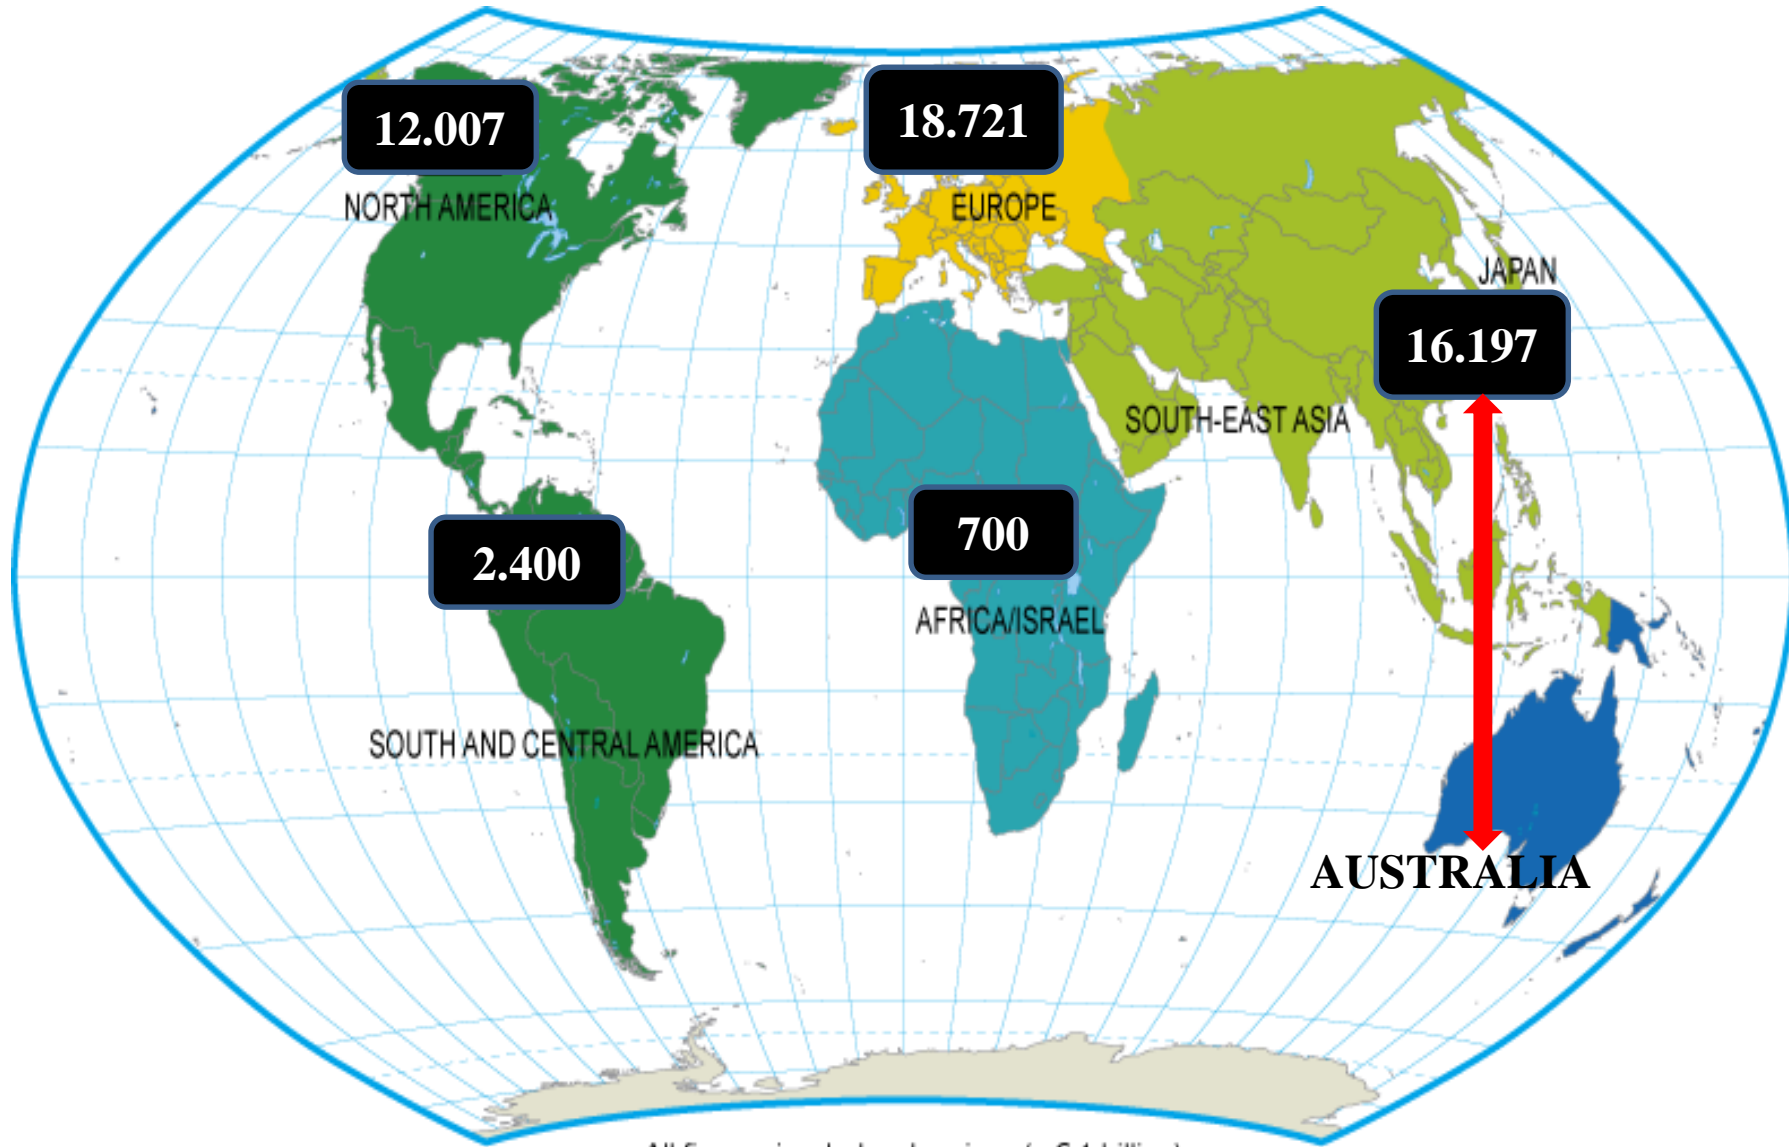 12.007
18.721
NORTH AMERICA
EUROPE
JAPAN
16.197
SOUTH-EAST ASIA
2.400
700
AFRICA/ISRAEL
SOUTH AND CENTRAL AMERICA
AUSTRALIA